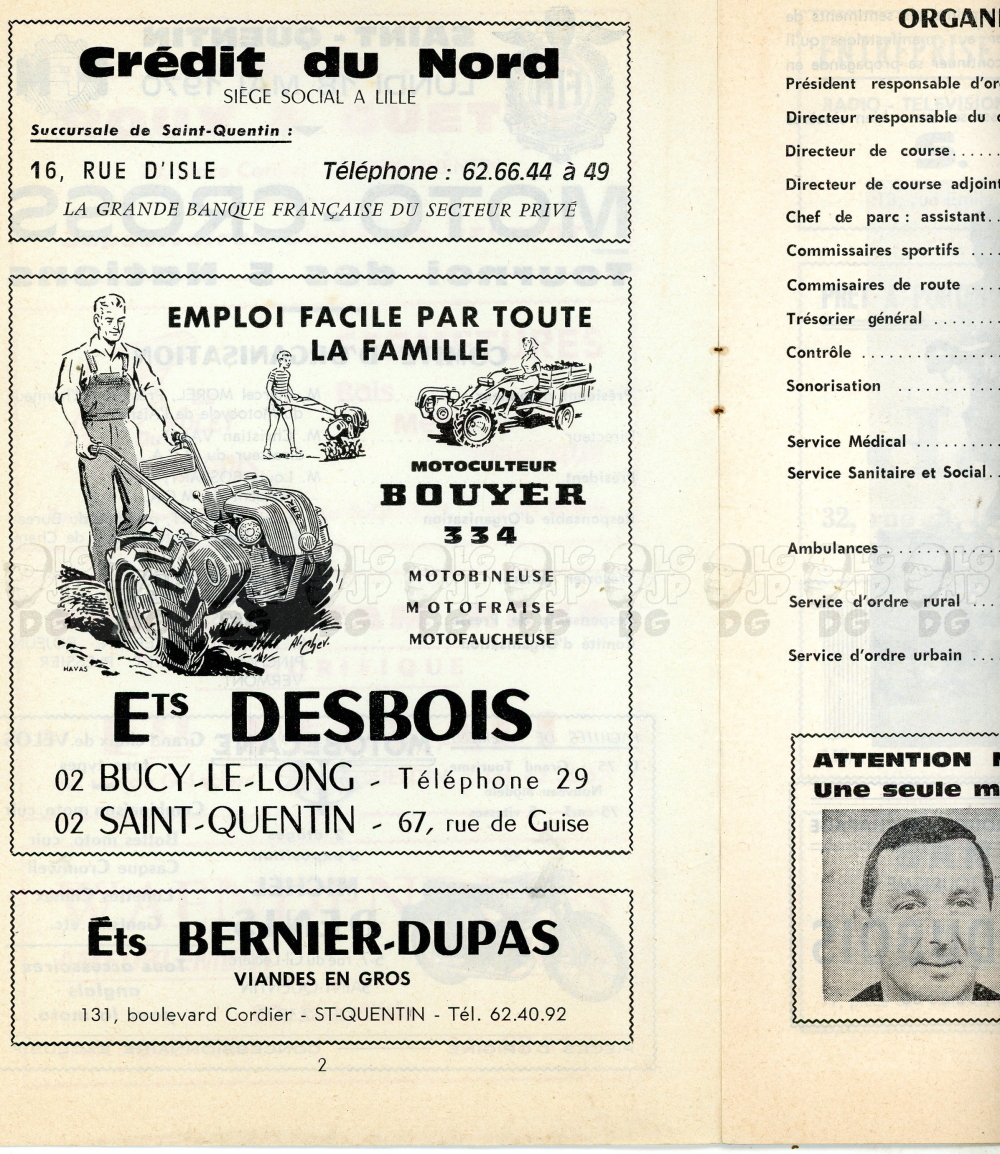 Crédit du Nord
SIÈGE SOCIAL A LILLE
Succursale de Saint-Quentin :
16, RUE D'ISLE Téléphone : 62.66.44 à 49
LA GRANDE BANQUE FRANÇAISE DU SECTEUR PRIVÉ
EMPLOI FACILE PAR TOUTE
LA FAMILLE
MOTOCULTEUR
BOUYER
334
MOTOBINEUSE
MOTOFRAISE
MOTOFAUCHEUSE
HAVAS
ETS DESBOIS
02 BUCY-LE-LONG - Téléphone 29
02 SAINT-QUENTIN - 67, rue de Guise
Éts BERNIER-DUPAS
VIANDES EN GROS
131, boulevard Cordier - ST-QUENTIN - Tél. 62.40.92
2
ORGANI
Président responsable d'or
Directeur responsable du
Directeur de course.....
Directeur de course adjoint
Chef de parc : assistant..
Commissaires sportifs ....
Commisaires de route ....
Trésorier général ........
Contrôle ..............
Sonorisation ...........
Service Médical ..........
Service Sanitaire et Social..
Ambulances ............
Service d'ordre rural ....
Service d'ordre urbain ....
ATTENTION
Une seule m
LG JP DG